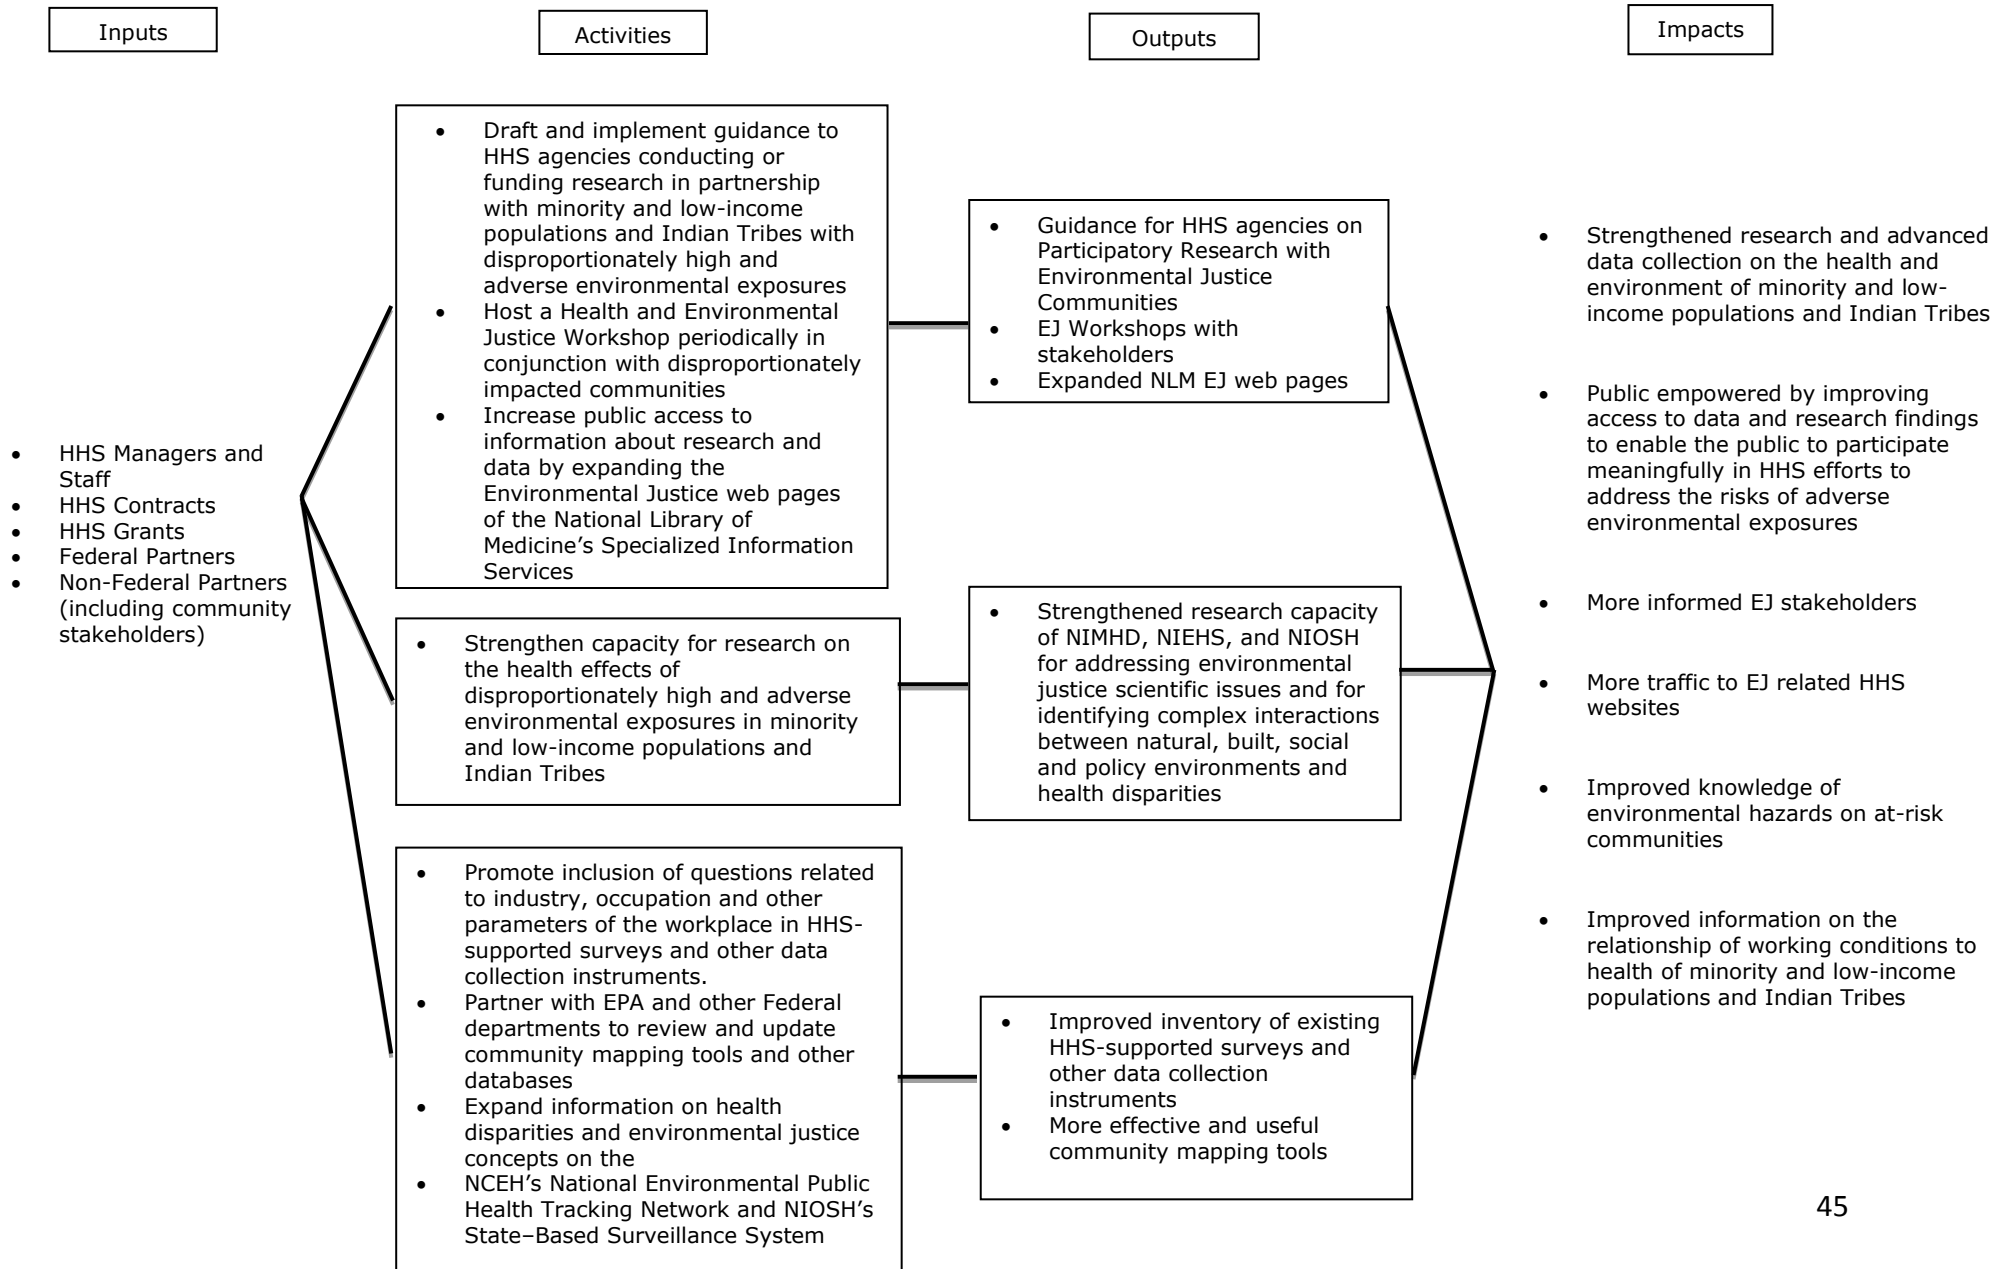 Inputs
Activities
Outputs
Impacts
• HHS Managers and
Staff
• HHS Contracts
• HHS Grants
• Federal Partners
• Non-Federal Partners
(including community
stakeholders)
• Draft and implement guidance to
HHS agencies conducting or
funding research in partnership
with minority and low-income
populations and Indian Tribes with
disproportionately high and
adverse environmental exposures
• Host a Health and Environmental
Justice Workshop periodically in
conjunction with disproportionately
impacted communities
• Increase public access to
information about research and
data by expanding the
Environmental Justice web pages
of the National Library of
Medicine’s Specialized Information
Services
• Strengthen capacity for research on
the health effects of
disproportionately high and adverse
environmental exposures in minority
and low-income populations and
Indian Tribes
• Promote inclusion of questions related
to industry, occupation and other
parameters of the workplace in HHS-
supported surveys and other data
collection instruments.
• Partner with EPA and other Federal
departments to review and update
community mapping tools and other
databases
• Expand information on health
disparities and environmental justice
concepts on the
• NCEH’s National Environmental Public
Health Tracking Network and NIOSH’s
State–Based Surveillance System
• Guidance for HHS agencies on
Participatory Research with
Environmental Justice
Communities
• EJ Workshops with
stakeholders
• Expanded NLM EJ web pages
• Strengthened research capacity
of NIMHD, NIEHS, and NIOSH
for addressing environmental
justice scientific issues and for
identifying complex interactions
between natural, built, social
and policy environments and
health disparities
• Improved inventory of existing
HHS-supported surveys and
other data collection
instruments
• More effective and useful
community mapping tools
• Strengthened research and advanced
data collection on the health and
environment of minority and low-
income populations and Indian Tribes
• Public empowered by improving
access to data and research findings
to enable the public to participate
meaningfully in HHS efforts to
address the risks of adverse
environmental exposures
• More informed EJ stakeholders
• More traffic to EJ related HHS
websites
• Improved knowledge of
environmental hazards on at-risk
communities
• Improved information on the
relationship of working conditions to
health of minority and low-income
populations and Indian Tribes
45